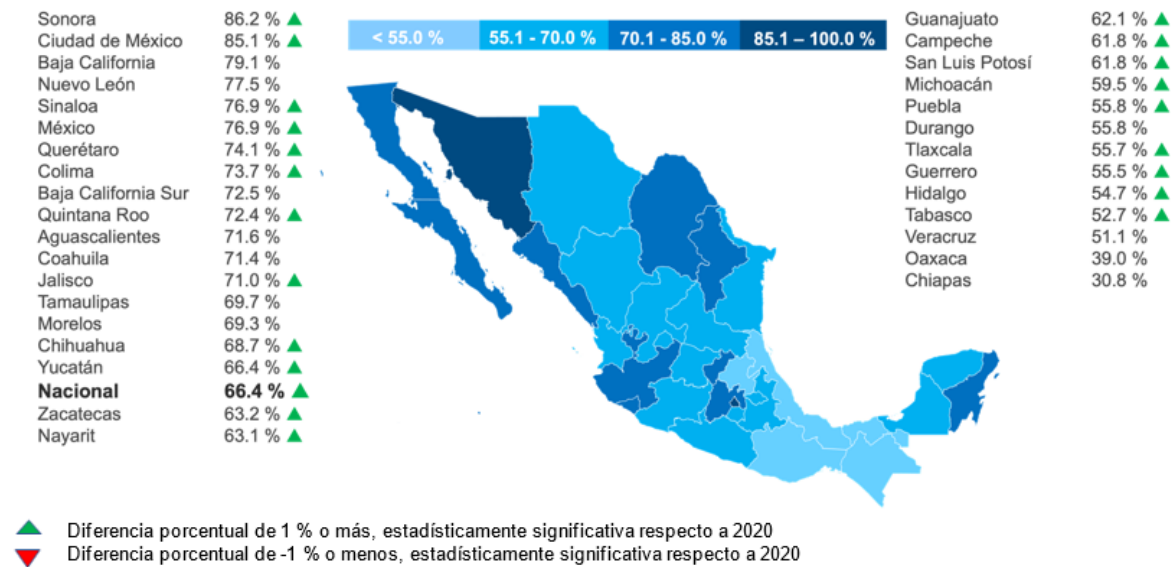 Sonora 86.2 % ▲
Ciudad de México 85.1 % ▲
Baja California 79.1 %
Nuevo León 77.5 %
Sinaloa 76.9 % ▲
México 76.9 % ▲
Querétaro 74.1 % ▲
Colima 73.7 % ▲
Baja California Sur 72.5 %
Quintana Roo 72.4 % ▲
Aguascalientes 71.6 %
Coahuila 71.4 %
Jalisco 71.0 % ▲
Tamaulipas 69.7 %
Morelos 69.3 %
Chihuahua 68.7 % ▲
Yucatán 66.4 % ▲
Nacional 66.4 % ▲
Zacatecas 63.2 % ▲
Nayarit 63.1 % ▲
< 55.0 % 55.1 - 70.0 % 70.1 - 85.0 % 85.1 – 100.0 %
Guanajuato 62.1 % ▲
Campeche 61.8 % ▲
San Luis Potosí 61.8 % ▲
Michoacán 59.5 % ▲
Puebla 55.8 % ▲
Durango 55.8 %
Tlaxcala 55.7 % ▲
Guerrero 55.5 % ▲
Hidalgo 54.7 % ▲
Tabasco 52.7 % ▲
Veracruz 51.1 %
Oaxaca 39.0 %
Chiapas 30.8 %
▲ Diferencia porcentual de 1 % o más, estadísticamente significativa respecto a 2020
▼ Diferencia porcentual de -1 % o menos, estadísticamente significativa respecto a 2020